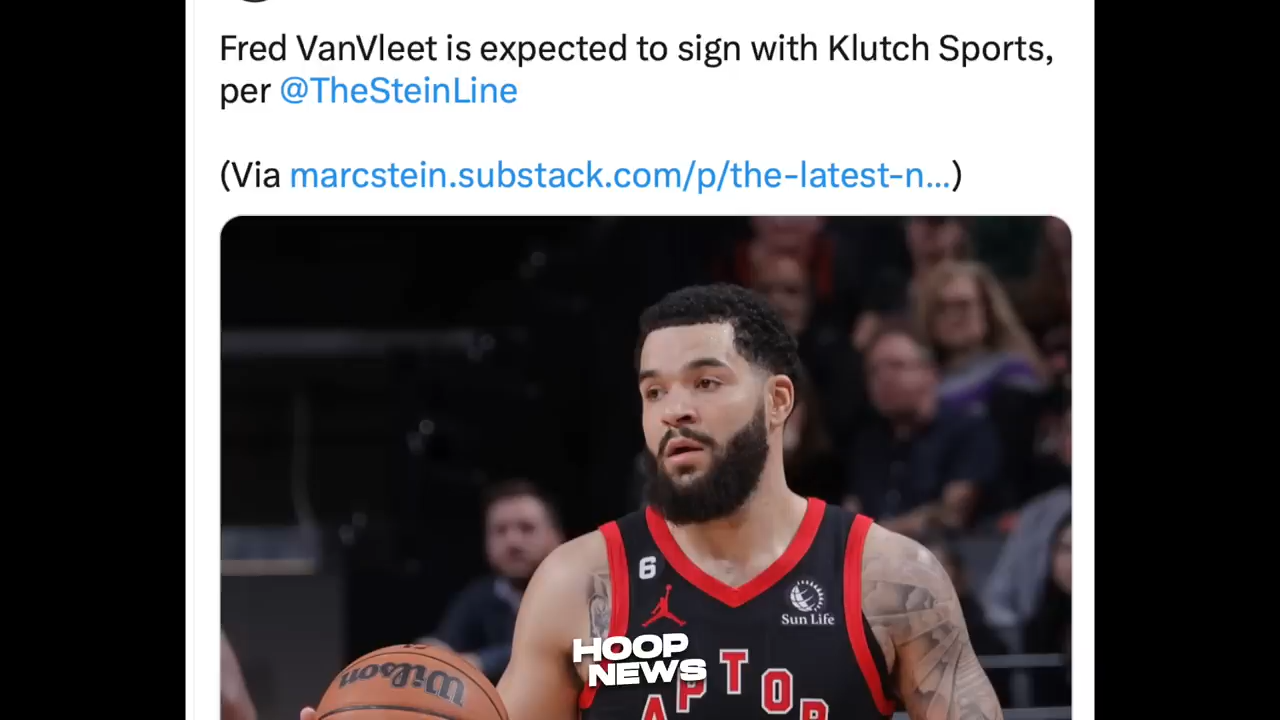 Fred VanVleet is expected to sign with Klutch Sports,
per @TheSteinLine
(Via marcstein.substack.com/p/the-latest-n...)
6
Sun Life
Wilson
HOOP
NEWS
APTOR